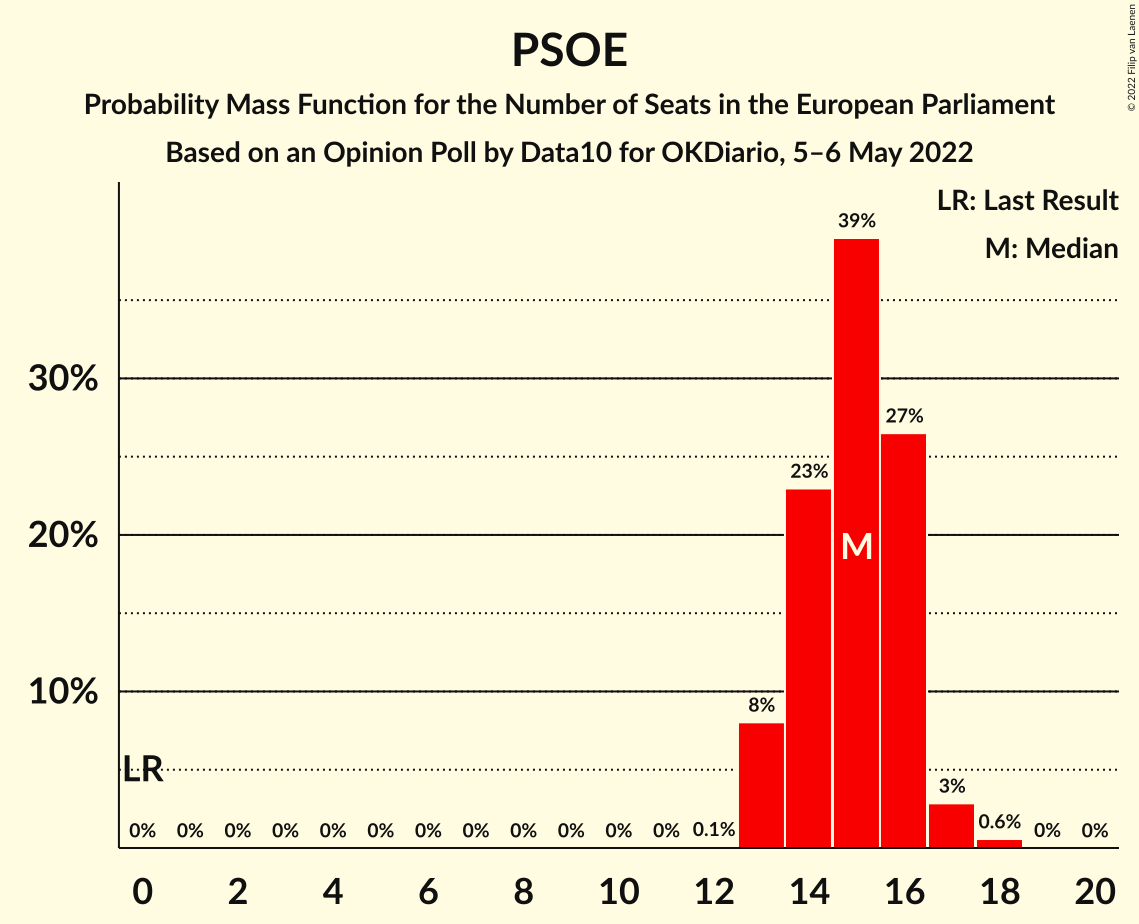 PSOE
Probability Mass Function for the Number of Seats in the European Parliament
Based on an Opinion Poll by Data10 for OKDiario, 5–6 May 2022
© 2022 Filip van Laenen
LR: Last Result
M: Median
39%
30%
27%
23%
20%
M
10%
8%
LR
3%
0% 0% 0% 0% 0% 0% 0% 0% 0% 0% 0% 0% 0.1% 0.6% 0% 0%
0 2 4 6 8 10 12 14 16 18 20